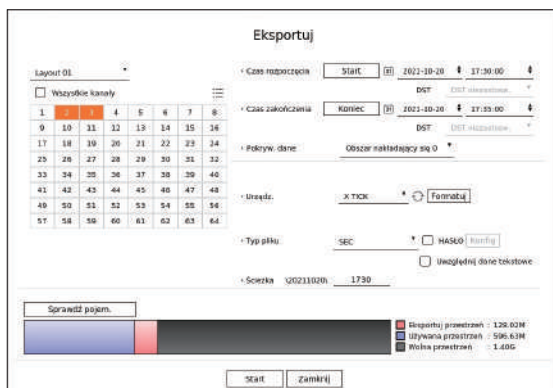 Eksportuj
Layout 01
Wszystkie kanały
1 2 3 4 5 6 7 8
9 10 11 12 13 14 15 16
17 18 19 20 21 22 23 24
25 26 27 28 29 30 31 32
33 34 35 36 37 38 39 40
41 42 43 44 45 46 47 48
49 50 51 52 53 54 55 56
57 58 59 60 61 62 63 64
Czas rozpoczęcia Start 2021-10-20 17:30:00
DST DST niezastosow.
Czas zakończenia Koniec 2021-10-20 17:35:00
DST DST niezastosow.
Pokryw. dane Obszar nakładający się 0
Urządz. X TICK Formatuj
Typ pliku SEC HASŁO Konfig
Uwzględnij dane tekstowe
Ścieżka \20211020\ 1730
Sprawdź pojem.
Eksportuj przestrzeń : 129.02M
Używana przestrzeń : 596.63M
Wolna przestrzeń : 1.40G
Start Zamknij